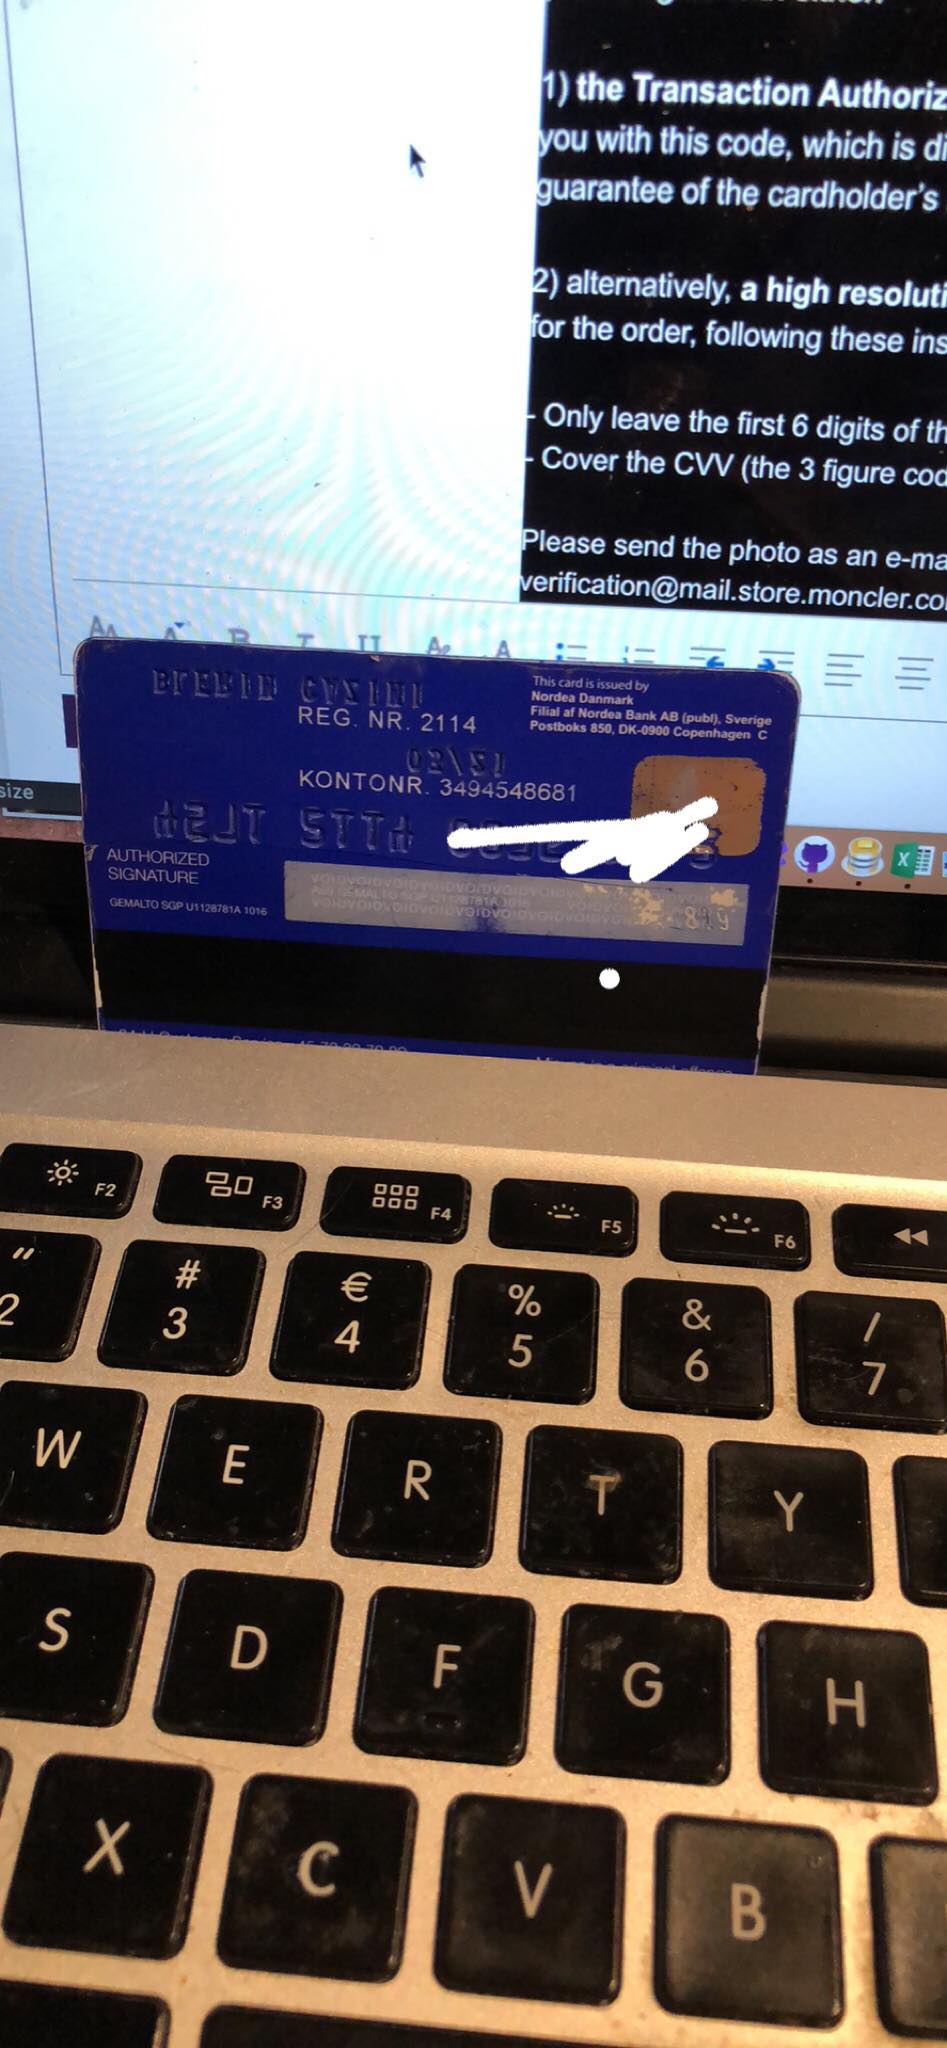 1) the Transaction Authoriz
you with this code, which is di
guarantee of the cardholder's
2) alternatively, a high resoluti
for the order, following these ins
- Only leave the first 6 digits of th
- Cover the CVV (the 3 figure cod
Please send the photo as an e-ma
verification@mail.store.moncler.co
size
This card is issued by
Nordea Danmark
Filial af Nordea Bank AB (publ), Sverige
Postboks 850, DK-0900 Copenhagen C
REG. NR. 2114
KONTONR. 3494548681
AUTHORIZED
SIGNATURE
GEMALTO SGP U1128781A 1016
F2 F3 F4 F5 F6
" # € % & /
2 3 4 5 6 7
W E R T Y
S D F G H
X C V B